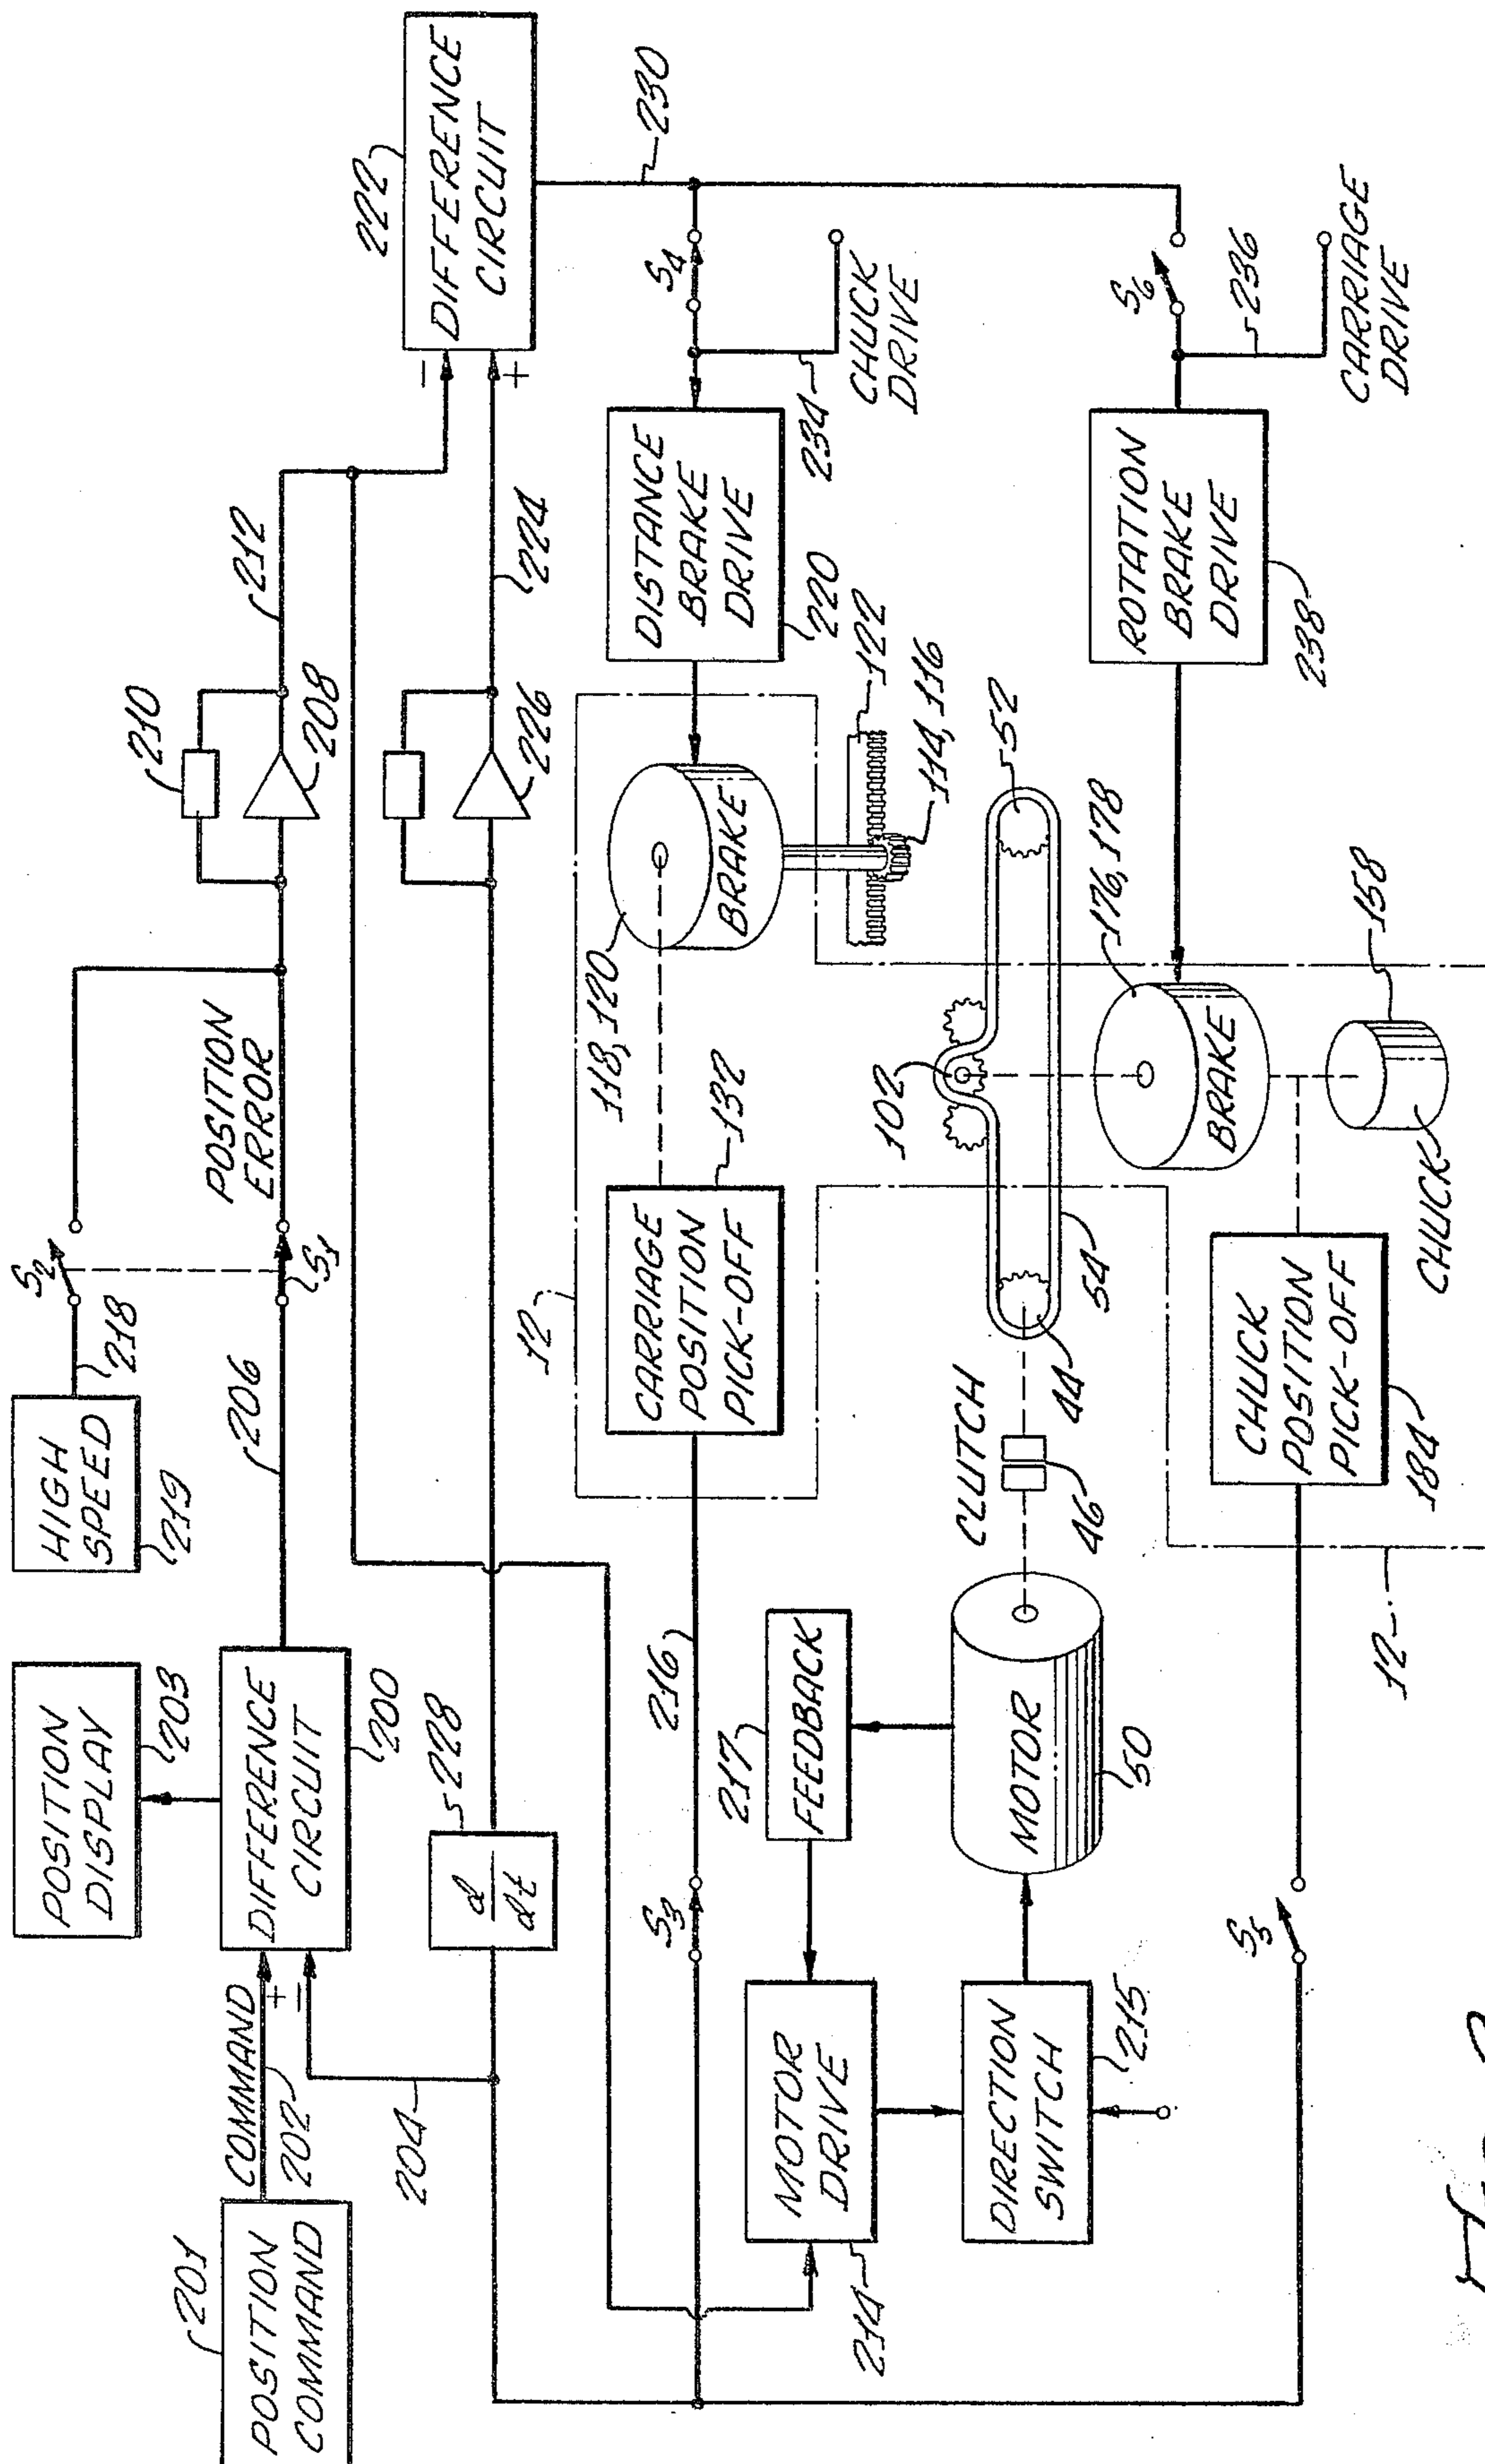 201
POSITION
COMMAND
COMMAND
202
+
−
204
POSITION
DISPLAY
203
DIFFERENCE
CIRCUIT
200
HIGH
SPEED
219
218
S2
206
S1
POSITION
ERROR
210
208
212
228
d
dt
226
224
222
−
+
DIFFERENCE
CIRCUIT
230
S3
216
12
CARRIAGE
POSITION
PICK-OFF
132
118, 120
BRAKE
DISTANCE
BRAKE
DRIVE
220
S4
234
CHUCK
DRIVE
122
114, 116
MOTOR
DRIVE
214
217
FEEDBACK
DIRECTION
SWITCH
215
MOTOR
50
CLUTCH
46
44
54
102
52
S5
12
CHUCK
POSITION
PICK-OFF
184
176, 178
BRAKE
CHUCK
158
ROTATION
BRAKE
DRIVE
238
S6
236
CARRIAGE
DRIVE